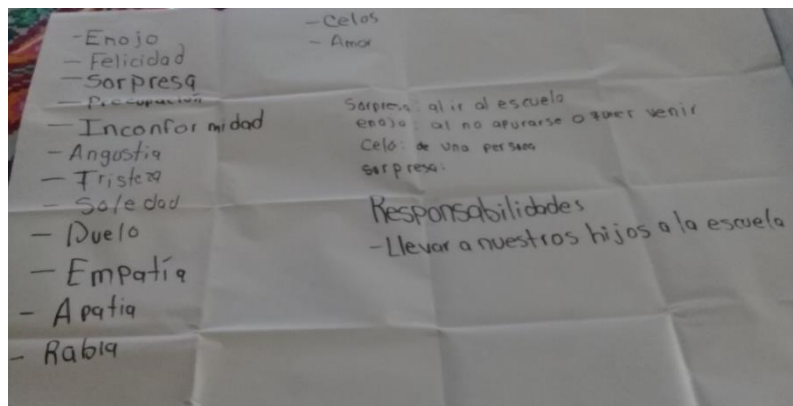 - Enojo
- Felicidad
- Sorpresa
- Preocupación
- Inconformidad
- Angustia
- Tristeza
- Soledad
- Duelo
- Empatía
- Apatia
- Rabia
- Celos
- Amor
Sorpresa: al ir al escuela
enojo: al no apurarse o querer venir
Celo: de una persona
sorpresa:
Responsabilidades
- Llevar a nuestros hijos a la escuela